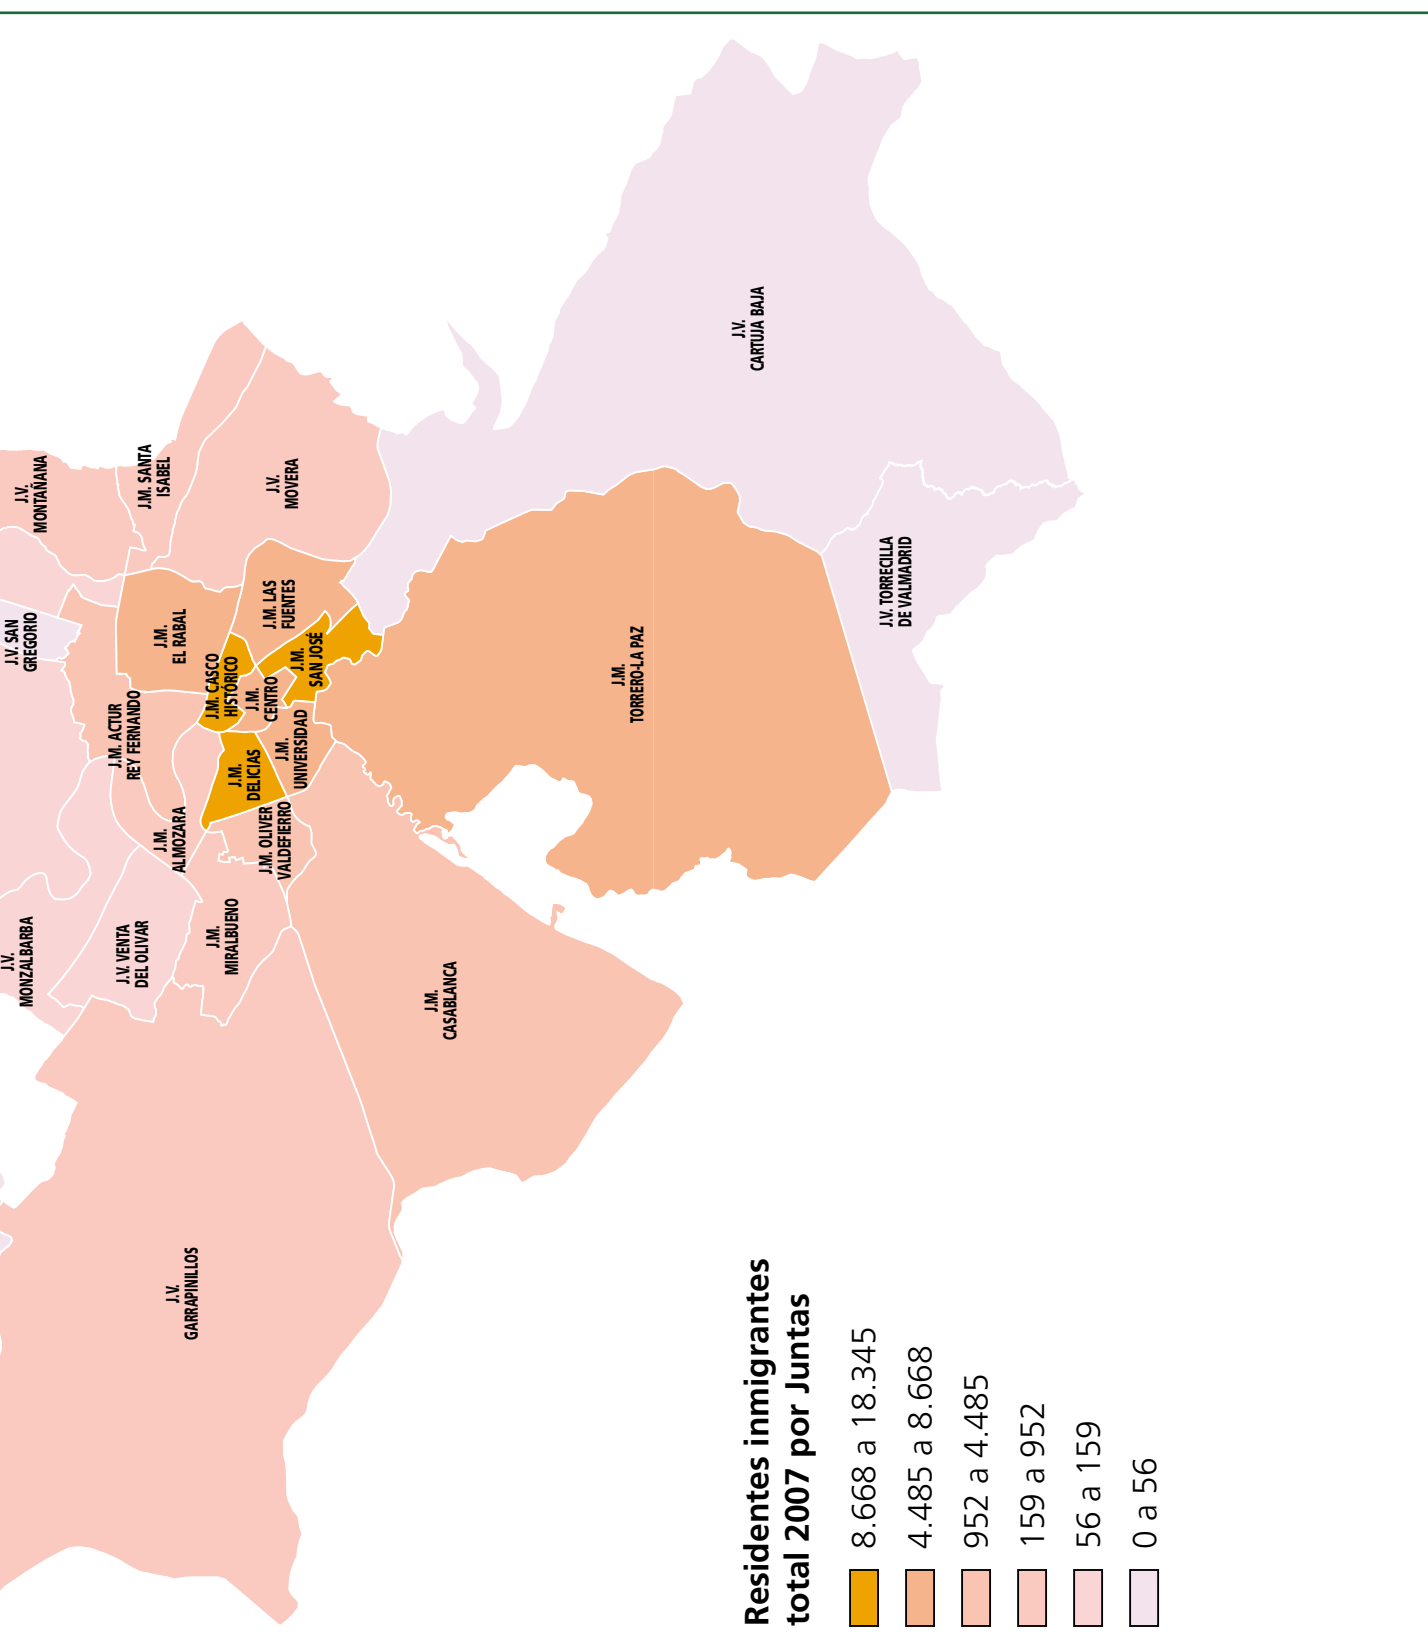 J.V. SAN
GREGORIO
J.V.
MONTAÑANA
J.M. SANTA
ISABEL
J.V.
MOVERA
J.V.
CARTUJA BAJA
J.V. TORRECILLA
DE VALMADRID
J.M.
EL RABAL
J.M. LAS
FUENTES
J.M. CASCO
HISTÓRICO
J.M.
SAN JOSÉ
J.M.
CENTRO
J.M.
TORRERO-LA PAZ
J.M. ACTUR
REY FERNANDO
J.M.
UNIVERSIDAD
J.M.
DELICIAS
J.M.
ALMOZARA
J.M. OLIVER
VALDEFIERRO
J.V.
MONZALBARBA
J.V. VENTA
DEL OLIVAR
J.M.
MIRALBUENO
J.M.
CASABLANCA
J.V.
GARRAPINILLOS
Residentes inmigrantes
total 2007 por Juntas
8.668 a 18.345
4.485 a 8.668
952 a 4.485
159 a 952
56 a 159
0 a 56